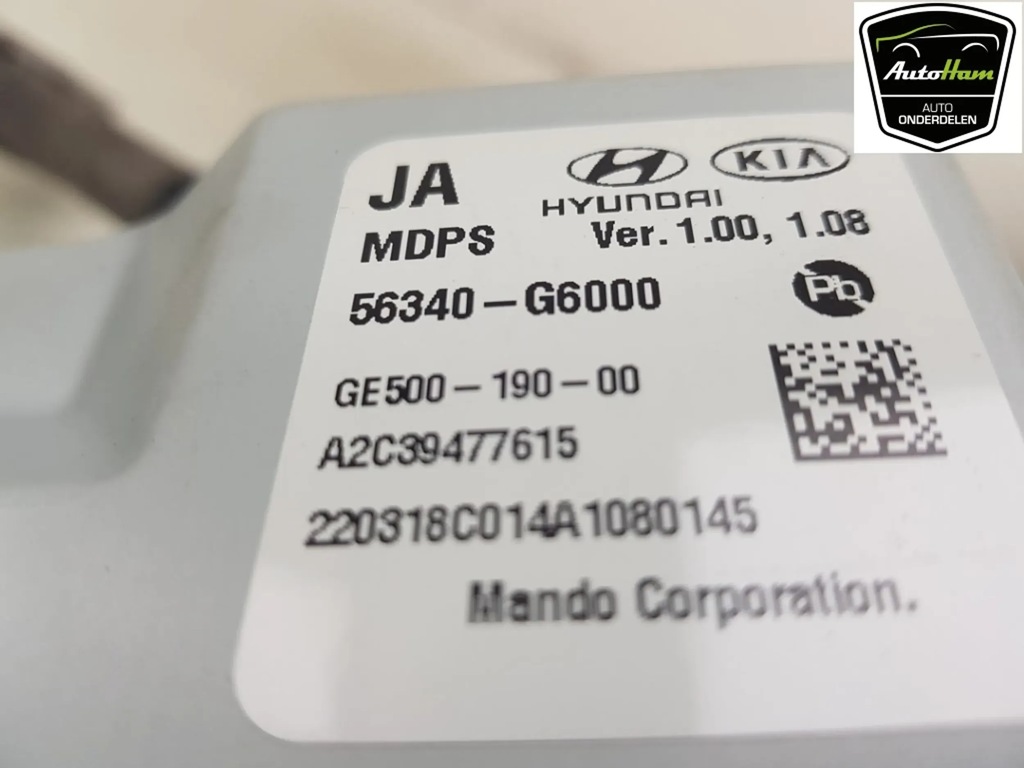 AutoHam
AUTO
ONDERDELEN
JA
HYUNDAI
KIA
MDPS
Ver. 1.00, 1.08
56340-G6000
Pb
GE500-190-00
A2C39477615
220318C014A1080145
Mando Corporation.